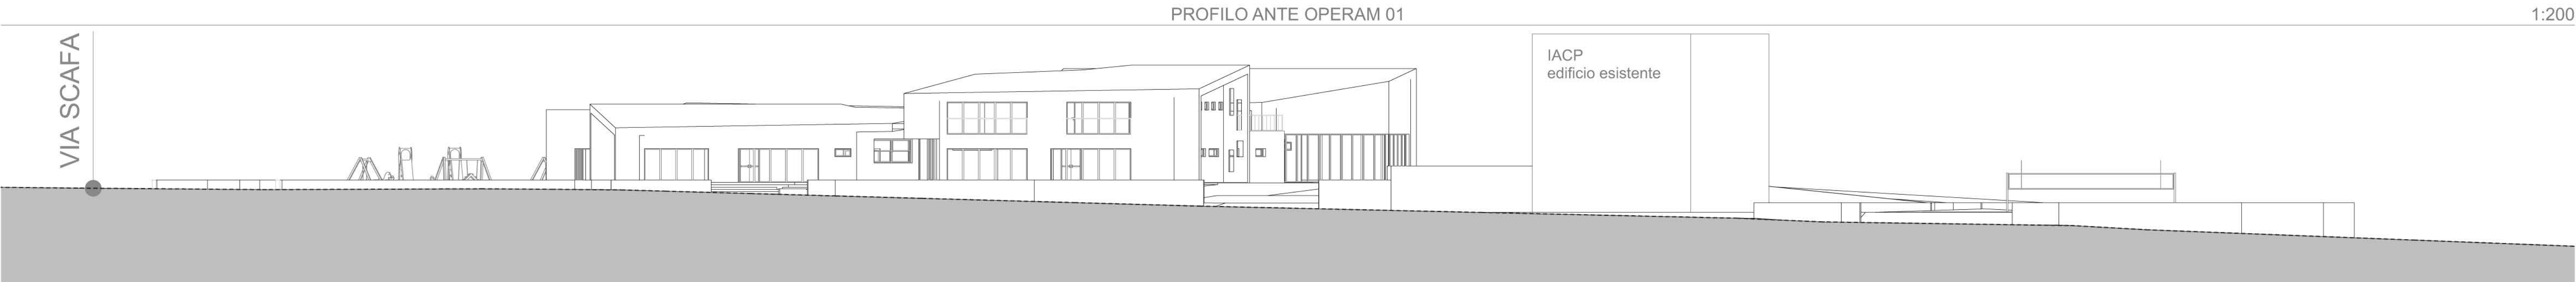 PROFILO ANTE OPERAM 01
1:200
VIA SCAFA
IACP
edificio esistente